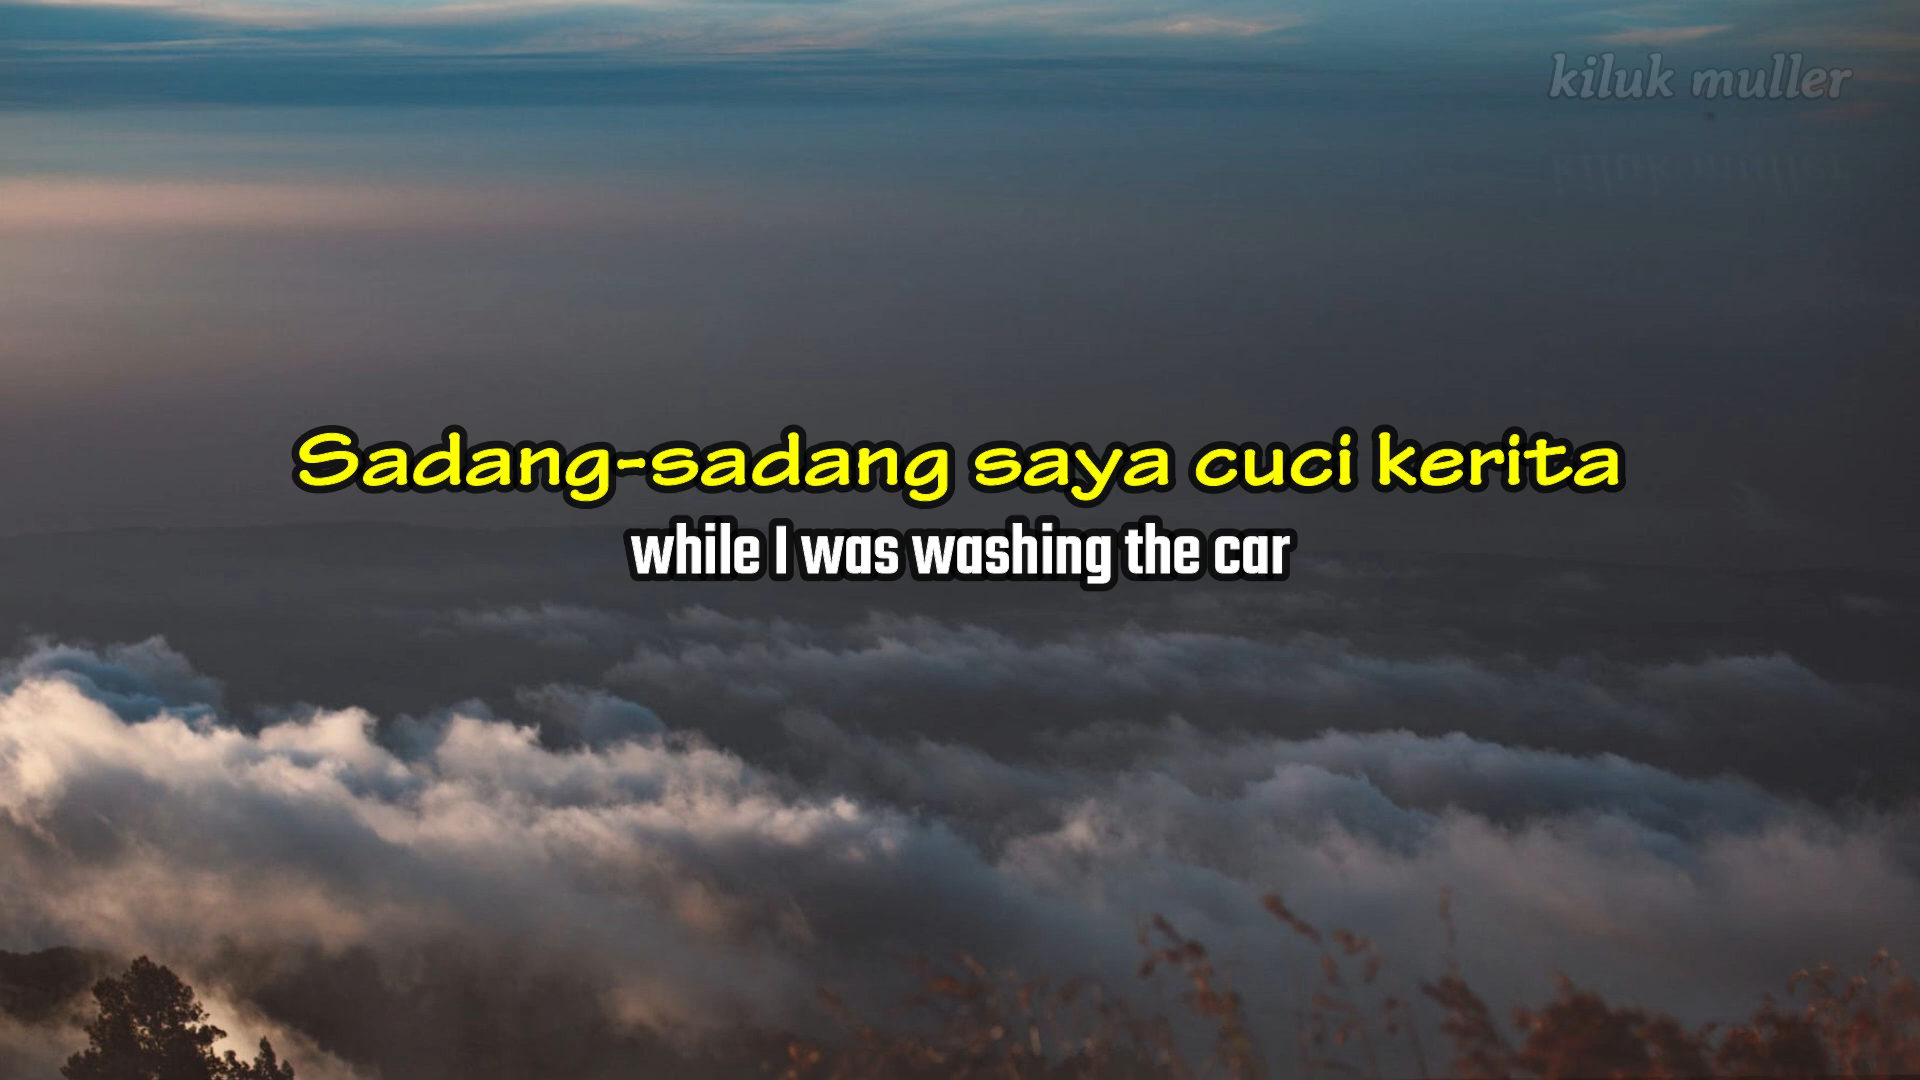 kiluk muller
Sadang-sadang saya cuci kerita
while I was washing the car